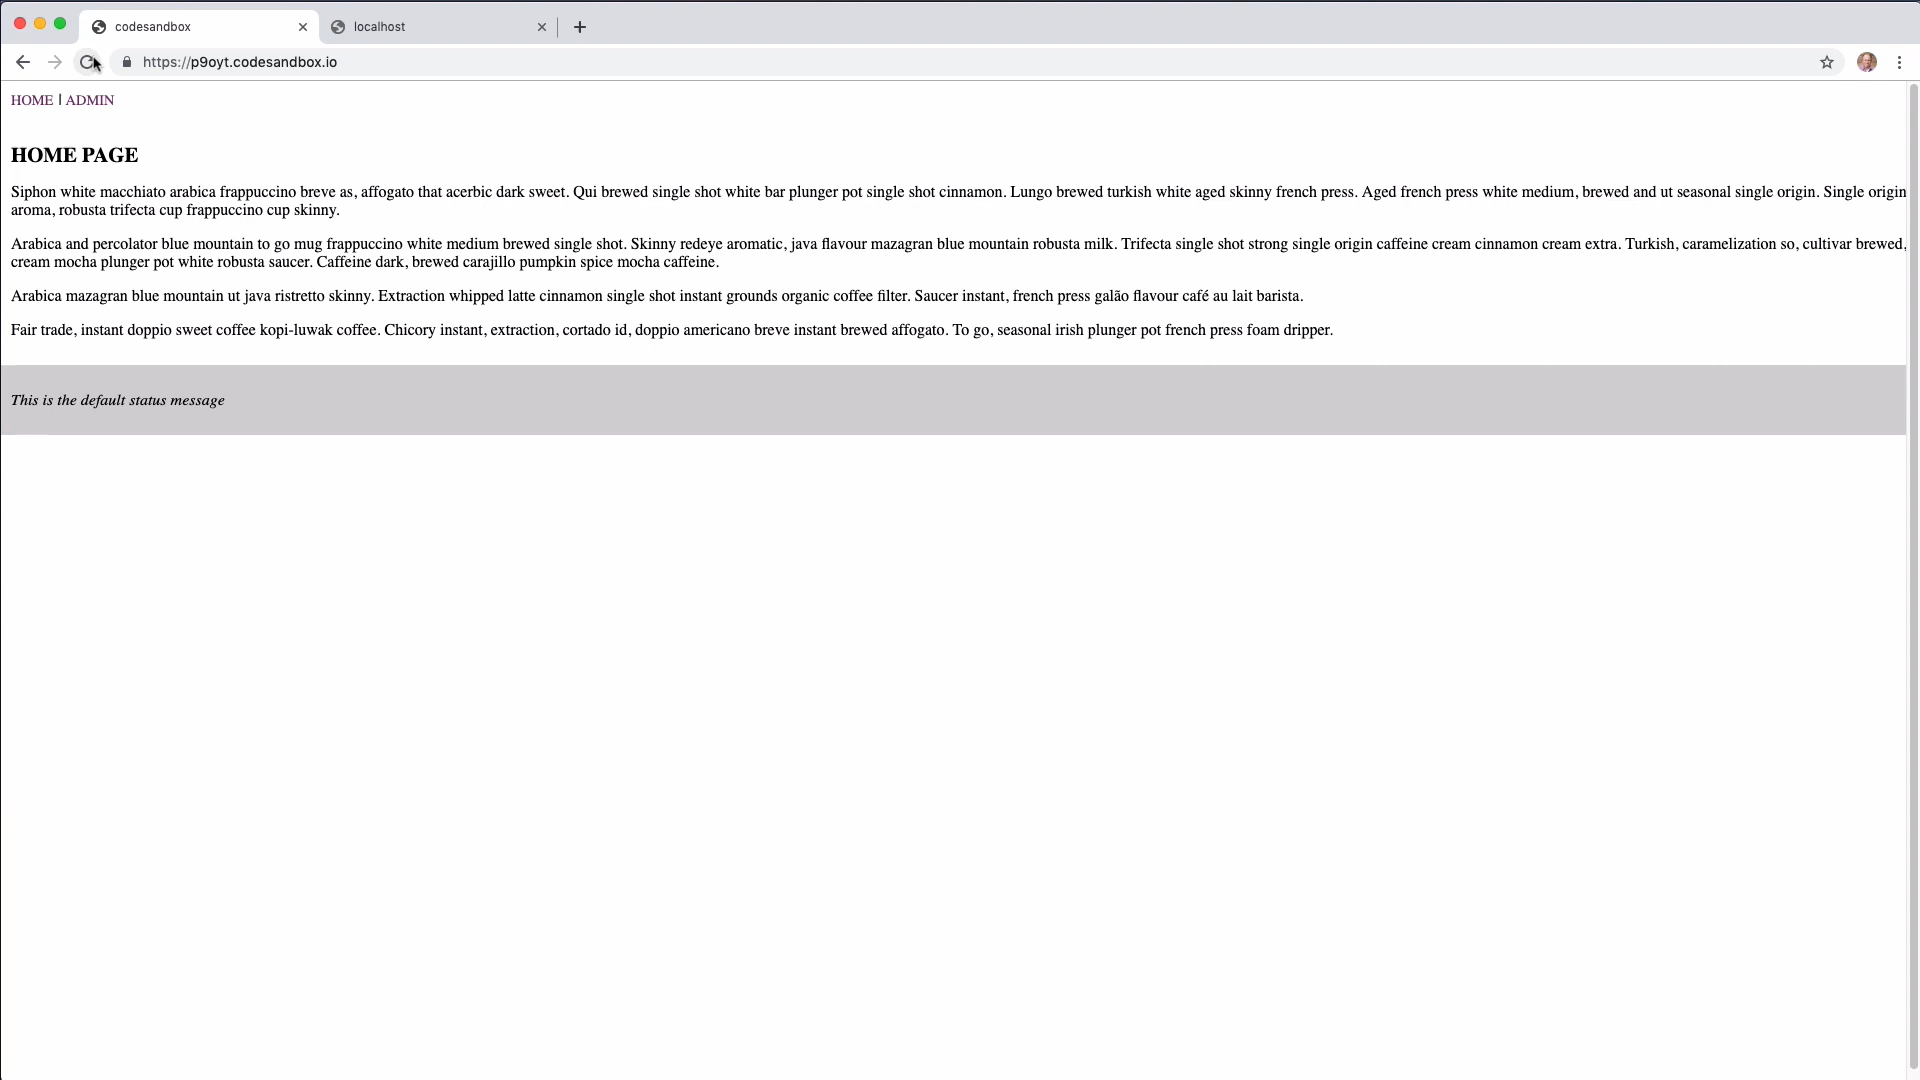 codesandbox
localhost
https://p9oyt.codesandbox.io
HOME | ADMIN
HOME PAGE
Siphon white macchiato arabica frappuccino breve as, affogato that acerbic dark sweet. Qui brewed single shot white bar plunger pot single shot cinnamon. Lungo brewed turkish white aged skinny french press. Aged french press white medium, brewed and ut seasonal single origin. Single origin
aroma, robusta trifecta cup frappuccino cup skinny.
Arabica and percolator blue mountain to go mug frappuccino white medium brewed single shot. Skinny redeye aromatic, java flavour mazagran blue mountain robusta milk. Trifecta single shot strong single origin caffeine cream cinnamon cream extra. Turkish, caramelization so, cultivar brewed,
cream mocha plunger pot white robusta saucer. Caffeine dark, brewed carajillo pumpkin spice mocha caffeine.
Arabica mazagran blue mountain ut java ristretto skinny. Extraction whipped latte cinnamon single shot instant grounds organic coffee filter. Saucer instant, french press galão flavour café au lait barista.
Fair trade, instant doppio sweet coffee kopi-luwak coffee. Chicory instant, extraction, cortado id, doppio americano breve instant brewed affogato. To go, seasonal irish plunger pot french press foam dripper.
This is the default status message